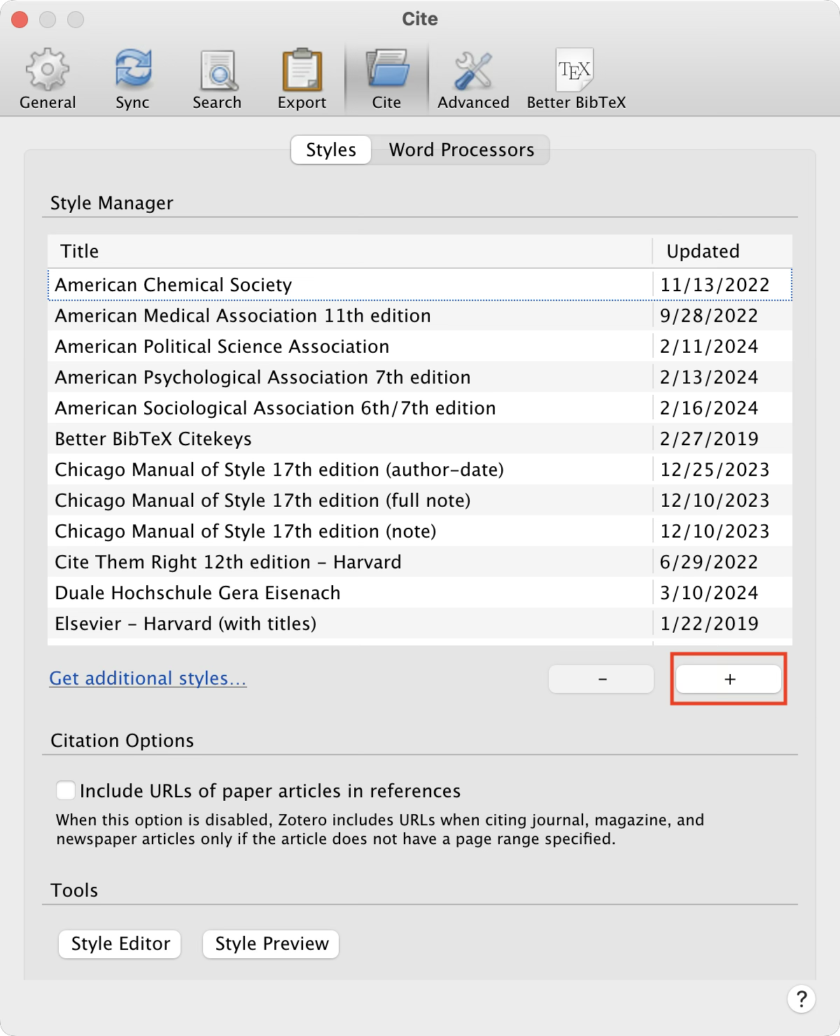 Cite
General Sync Search Export Cite Advanced Better BibTeX
TEX
Styles Word Processors
Style Manager
Title Updated
American Chemical Society 11/13/2022
American Medical Association 11th edition 9/28/2022
American Political Science Association 2/11/2024
American Psychological Association 7th edition 2/13/2024
American Sociological Association 6th/7th edition 2/16/2024
Better BibTeX Citekeys 2/27/2019
Chicago Manual of Style 17th edition (author-date) 12/25/2023
Chicago Manual of Style 17th edition (full note) 12/10/2023
Chicago Manual of Style 17th edition (note) 12/10/2023
Cite Them Right 12th edition – Harvard 6/29/2022
Duale Hochschule Gera Eisenach 3/10/2024
Elsevier – Harvard (with titles) 1/22/2019
Get additional styles… - +
Citation Options
Include URLs of paper articles in references
When this option is disabled, Zotero includes URLs when citing journal, magazine, and
newspaper articles only if the article does not have a page range specified.
Tools
Style Editor Style Preview
?